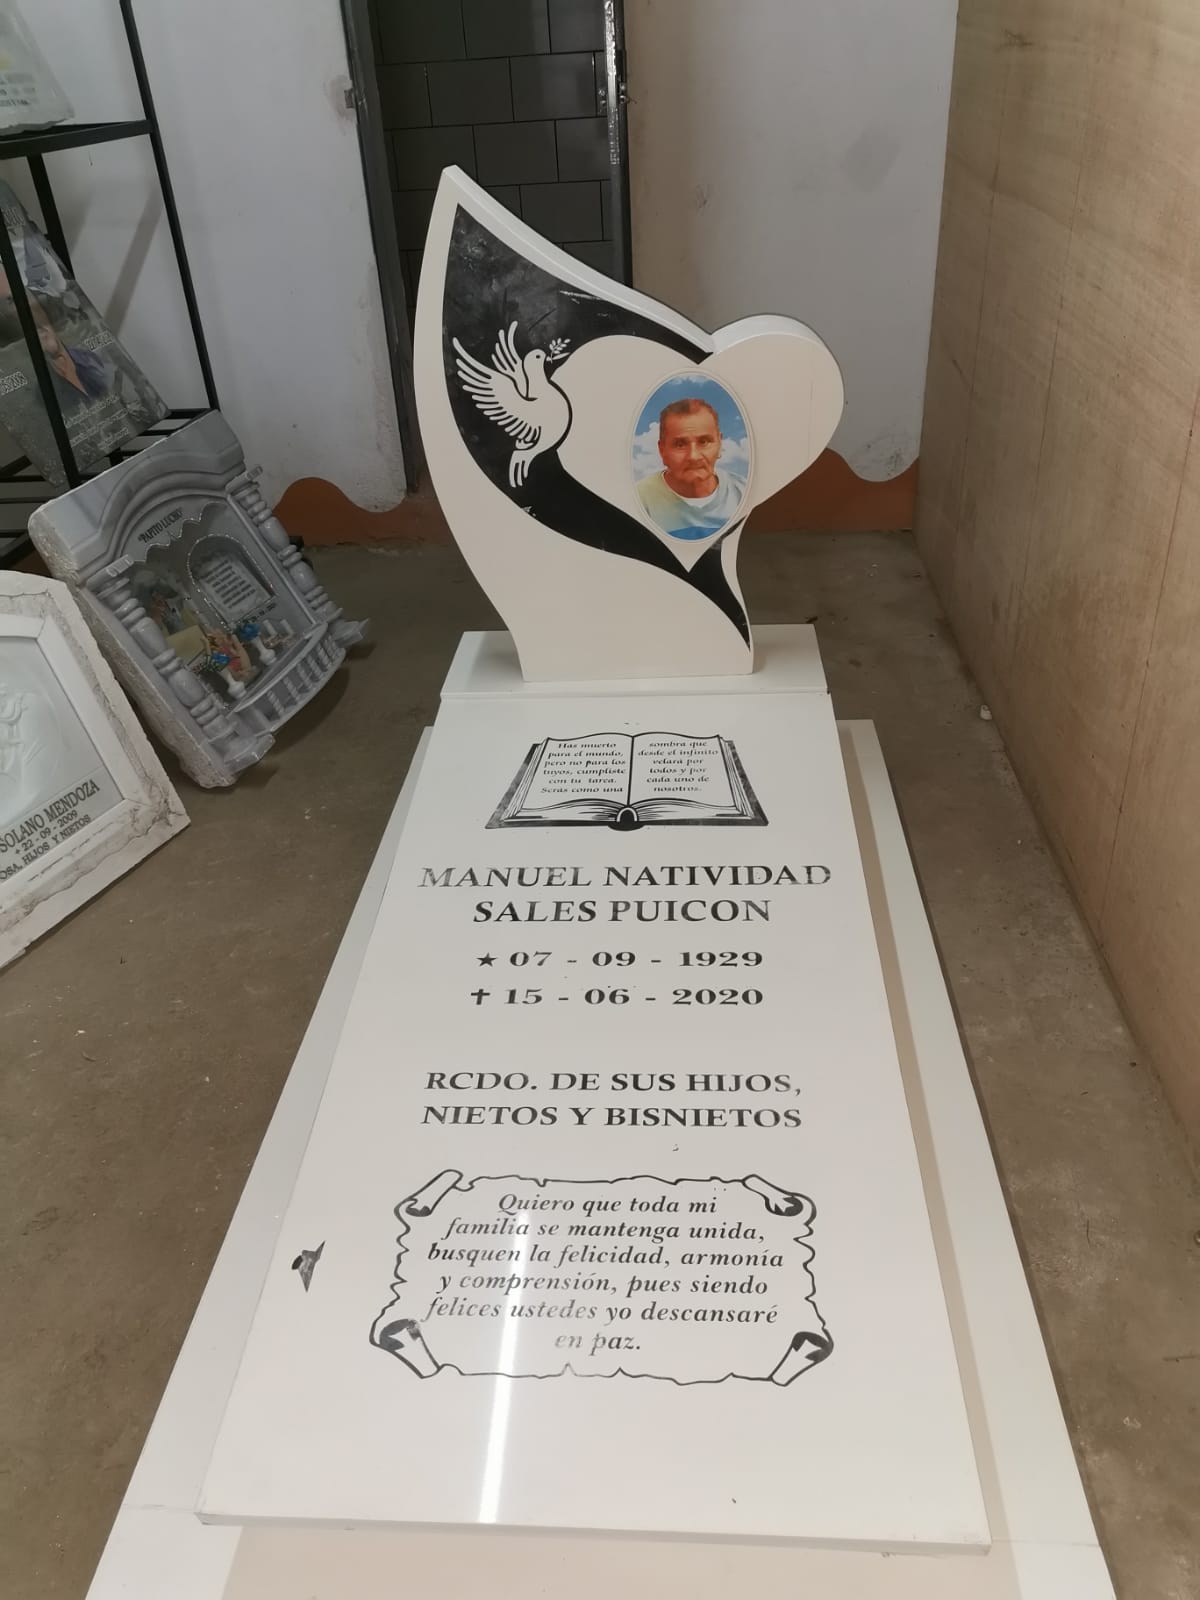 Has muerto
para el mundo,
pero no para los
tuyos, cumpliste
con tu tarea.
Serás como una
sombra que
desde el infinito
velará por
todos y por
cada uno de
nosotros.
MANUEL NATIVIDAD
SALES PUICON
★ 07 - 09 - 1929
✝ 15 - 06 - 2020
RCDO. DE SUS HIJOS,
NIETOS Y BISNIETOS
Quiero que toda mi
familia se mantenga unida,
busquen la felicidad, armonía
y comprensión, pues siendo
felices ustedes yo descansaré
en paz.
"PAPITO LUCHO"
SOLANO MENDOZA
+ 22 - 09 - 2009
OSA, HIJOS Y NIETOS